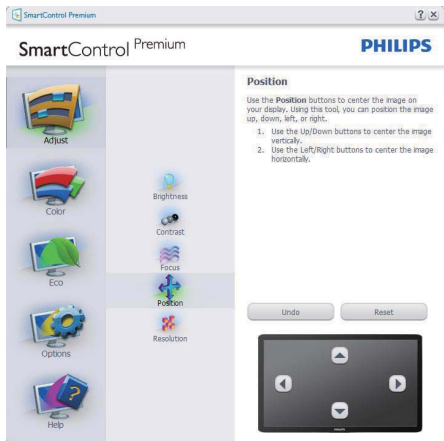 SmartControl Premium
? X
SmartControl Premium
PHILIPS
Adjust
Color
Eco
Options
Help
Brightness
Contrast
Focus
Position
Resolution
Position
Use the Position buttons to center the image on
your display. Using this tool, you can position the image
up, down, left, or right.
1. Use the Up/Down buttons to center the image
vertically.
2. Use the Left/Right buttons to center the image
horizontally.
Undo
Reset
PHILIPS